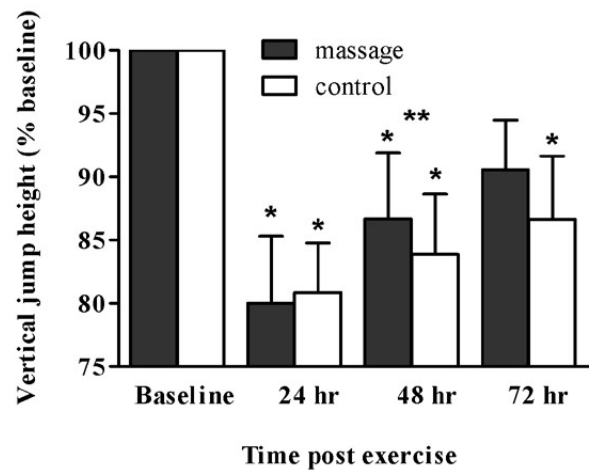 Vertical jump height (% baseline)
100
95
90
85
80
75
massage
control
*
*
*
**
*
*
Baseline 24 hr 48 hr 72 hr
Time post exercise